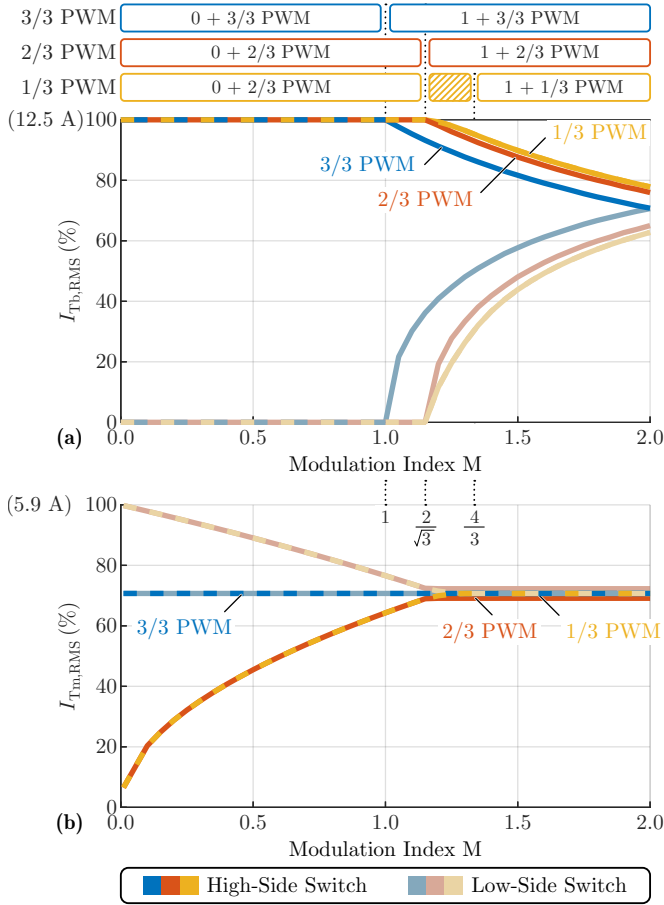 3/3 PWM 0 + 3/3 PWM 1 + 3/3 PWM
2/3 PWM 0 + 2/3 PWM 1 + 2/3 PWM
1/3 PWM 0 + 2/3 PWM 1 + 1/3 PWM
(12.5 A) 100
1/3 PWM
3/3 PWM
80
2/3 PWM
60
I_Tb,RMS (%)
40
20
0
(a)
0.0 0.5 1.0 1.5 2.0
Modulation Index M
(5.9 A) 100
1 2/√3 4/3
80
3/3 PWM 2/3 PWM 1/3 PWM
60
I_Tm,RMS (%)
40
20
0
(b)
0.0 0.5 1.0 1.5 2.0
Modulation Index M
High-Side Switch Low-Side Switch